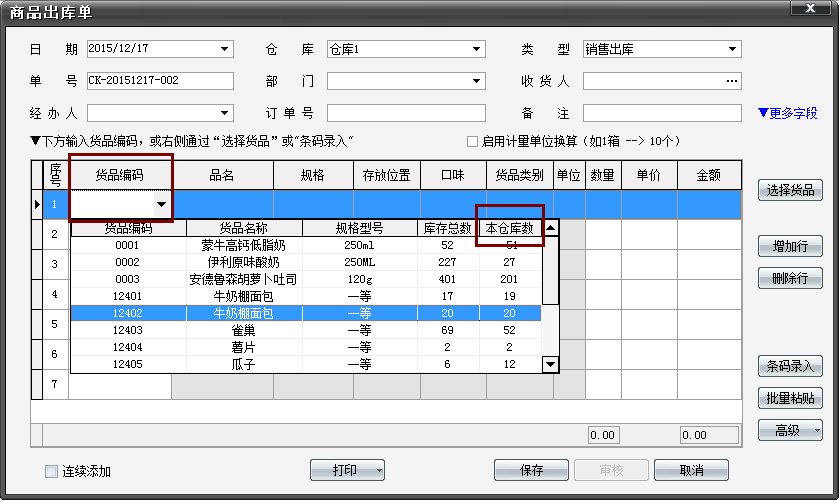 商品出库单
日 期 2015/12/17 仓 库 仓库1 类 型 销售出库
单 号 CK-20151217-002 部 门 收 货 人 ...
经 办 人 订 单 号 备 注 ▼更多字段
▼下方输入货品编码，或右侧通过“选择货品”或"条码录入" 启用计量单位换算（如1箱 --> 10个）
序号 货品编码 品名 规格 存放位置 口味 货品类别 单位 数量 单价 金额
选择货品
1
2 货品编码 货品名称 规格型号 库存总数 本仓库数
0001 蒙牛高钙低脂奶 250ml 52 51
增加行
0002 伊利原味酸奶 250ML 227 27
3 0003 安德鲁森胡萝卜吐司 120g 401 201
删除行
4 12401 牛奶棚面包 一等 17 19
12402 牛奶棚面包 一等 20 20
5 12403 雀巢 一等 69 52
6 12404 薯片 一等 2 2
12405 瓜子 一等 6 12
条码录入
7
批量粘贴
0.00 0.00
高级
连续添加 打印 保存 审核 取消